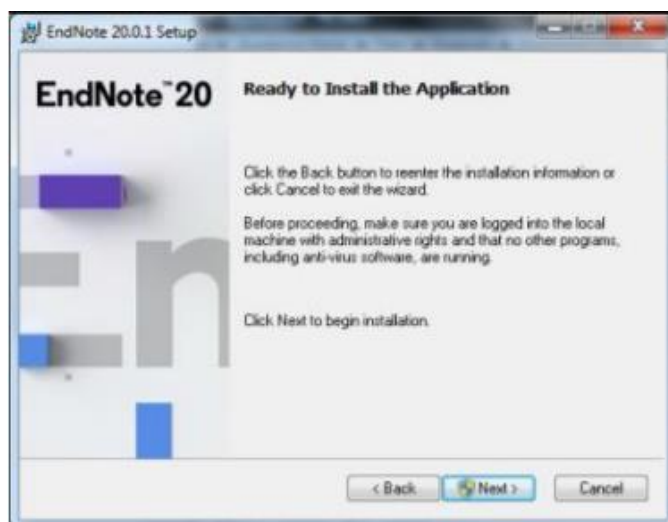 EndNote 20.0.1 Setup
EndNote™ 20
Ready to Install the Application
Click the Back button to reenter the installation information or
click Cancel to exit the wizard.
Before proceeding, make sure you are logged into the local
machine with administrative rights and that no other programs,
including anti-virus software, are running.
Click Next to begin installation.
< Back
Next >
Cancel